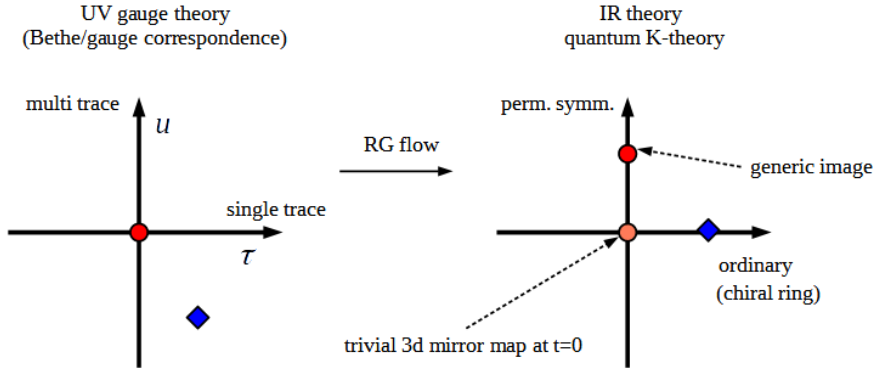 UV gauge theory
(Bethe/gauge correspondence)
multi trace
u
single trace
τ
RG flow
IR theory
quantum K-theory
perm. symm.
generic image
ordinary
(chiral ring)
trivial 3d mirror map at t=0